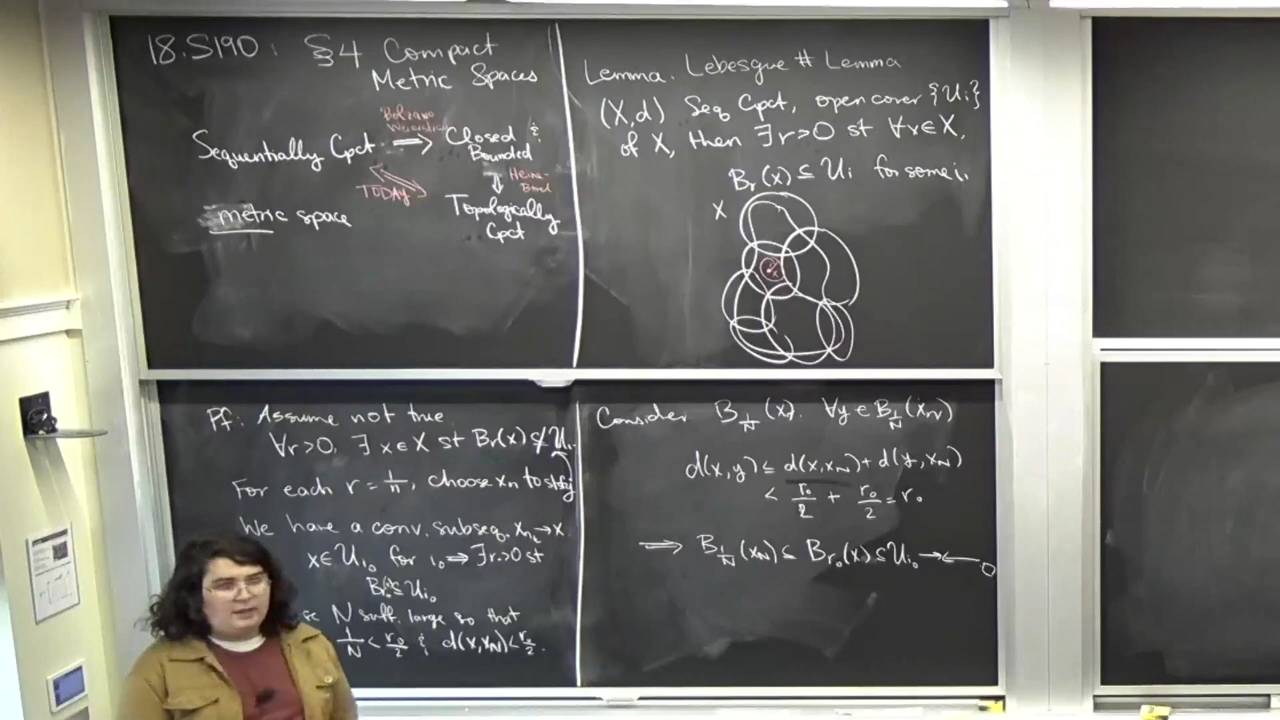 18.S190: §4 Compact
Metric Spaces
Bolzano
Weierstrass
Sequentially Cpct ⟹ Closed &
Bounded
TODAY
Heine-
Borel
metric space
Topologically
Cpct
Lemma. Lebesgue # Lemma
(X,d) Seq Cpct, open cover {Ui}
of X, then ∃r>0 st ∀x∈X,
Br(x) ⊆ Ui for some i.
X
x
Pf: Assume not true
∀r>0, ∃x∈X st Br(x) ⊄ Ui.
For each r = 1/n, choose xn to
We have a conv. subseq. xnk → x.
x∈Ui0 for i0 ⟹ ∃r0>0 st
Br0(x) ⊆ Ui0
N suff. large so that
1/N < r0/2 & d(x,xN) < r0/2.
Consider B1/N(xN). ∀y∈B1/N(xN)
d(x,y) ≤ d(x,xN) + d(y,xN)
< r0/2 + r0/2 = r0
⟹ B1/N(xN) ⊆ Br0(x) ⊆ Ui0 →←